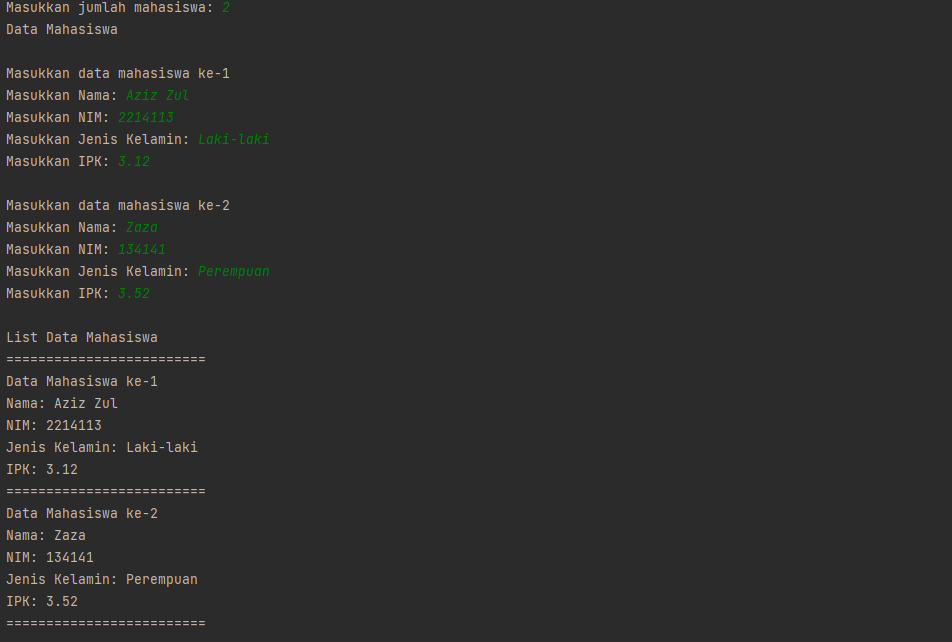 Masukkan jumlah mahasiswa: 2
Data Mahasiswa
Masukkan data mahasiswa ke-1
Masukkan Nama: Aziz Zul
Masukkan NIM: 2214113
Masukkan Jenis Kelamin: Laki-laki
Masukkan IPK: 3.12
Masukkan data mahasiswa ke-2
Masukkan Nama: Zaza
Masukkan NIM: 134141
Masukkan Jenis Kelamin: Perempuan
Masukkan IPK: 3.52
List Data Mahasiswa
=========================
Data Mahasiswa ke-1
Nama: Aziz Zul
NIM: 2214113
Jenis Kelamin: Laki-laki
IPK: 3.12
=========================
Data Mahasiswa ke-2
Nama: Zaza
NIM: 134141
Jenis Kelamin: Perempuan
IPK: 3.52
=========================